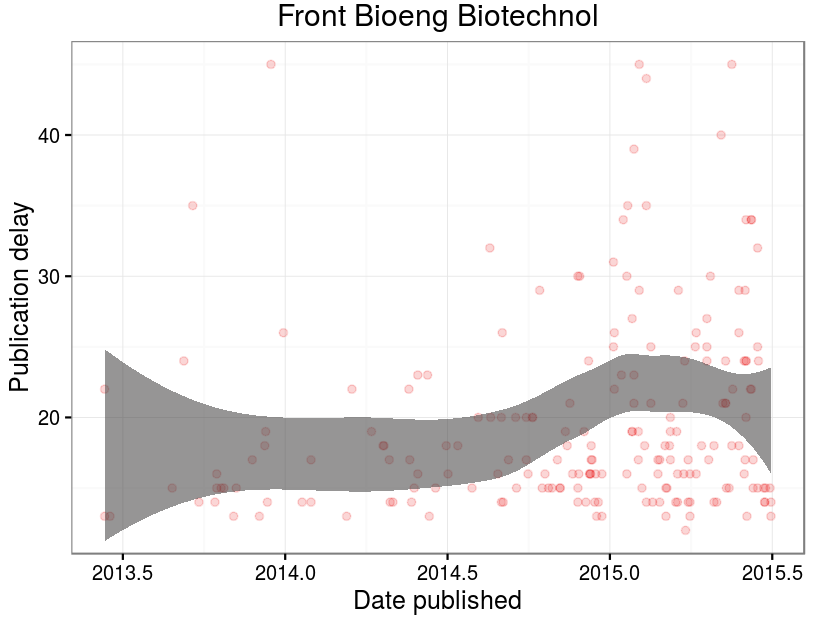 Front Bioeng Biotechnol
Publication delay
40
30
20
2013.5 2014.0 2014.5 2015.0 2015.5
Date published